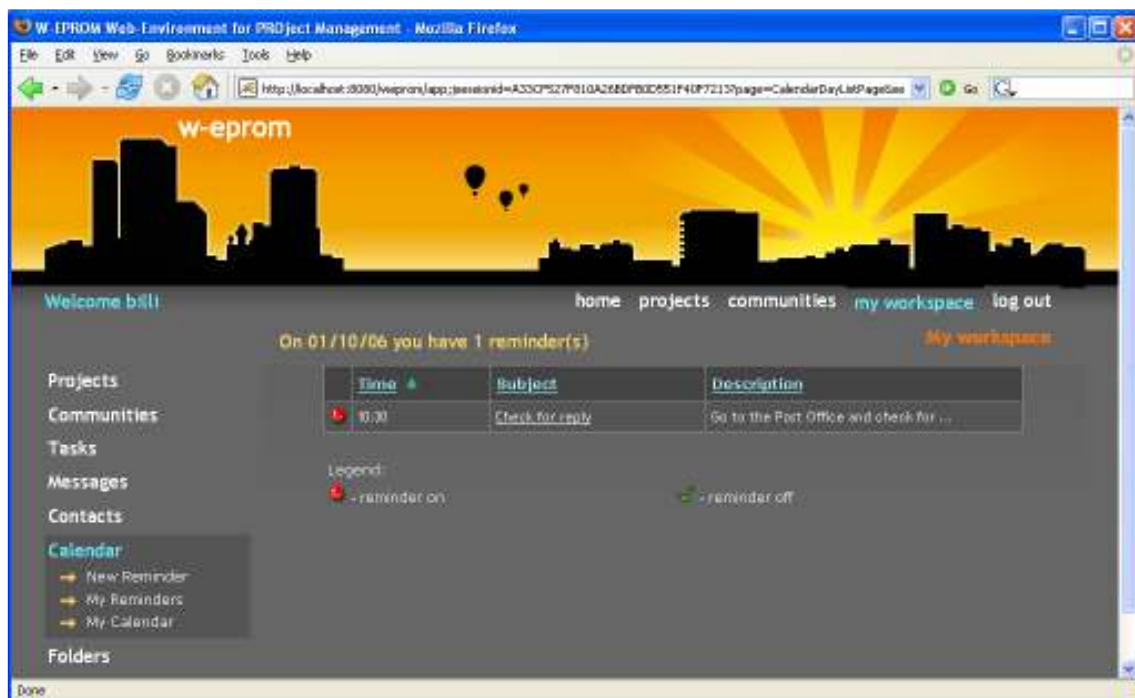 W-EPROM Web-Environment for PROject Management - Mozilla Firefox
File Edit View Go Bookmarks Tools Help
Go
w-eprom
Welcome billi
home projects communities my workspace log out
On 01/10/06 you have 1 reminder(s)
My workspace
Projects
Communities
Tasks
Messages
Contacts
Calendar
New Reminder
My Reminders
My Calendar
Folders
Time Subject Description
10:30 Check for reply Go to the Post Office and check for ...
Legend:
- reminder on - reminder off
Done